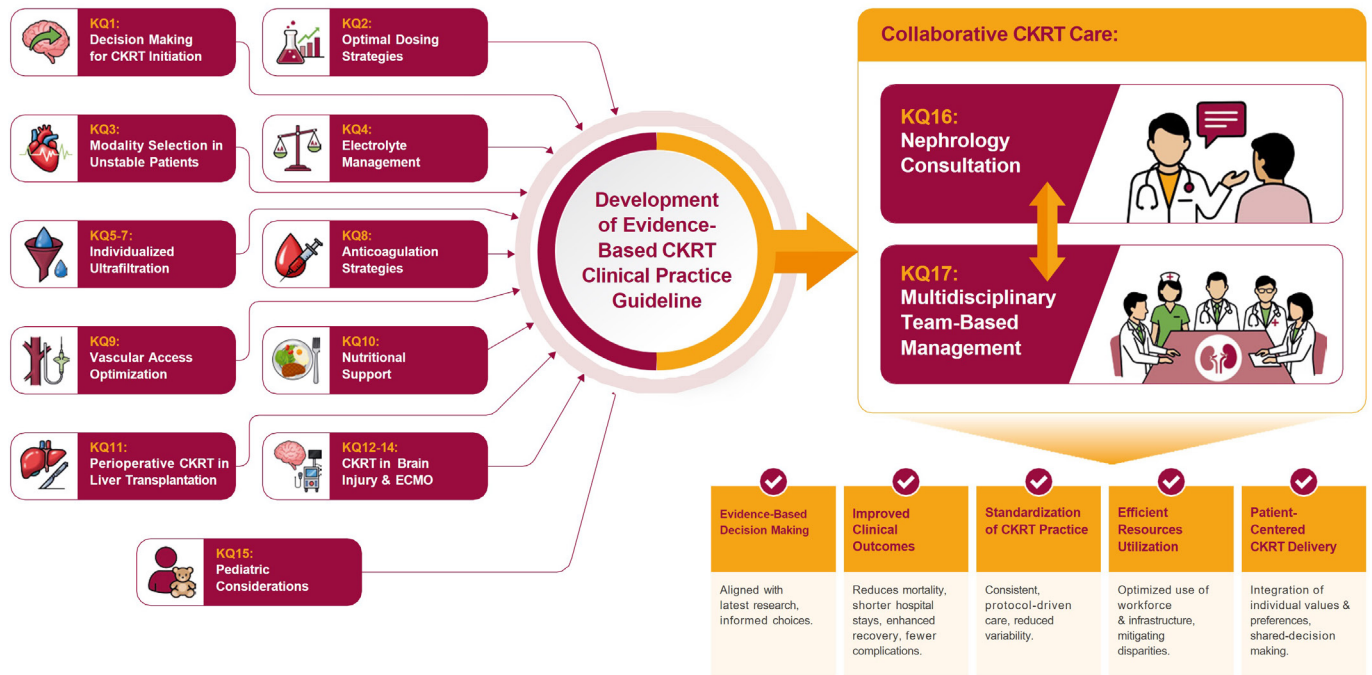 KQ1:
Decision Making
for CKRT Initiation
KQ2:
Optimal Dosing
Strategies
KQ3:
Modality Selection in
Unstable Patients
KQ4:
Electrolyte
Management
KQ5-7:
Individualized
Ultrafiltration
KQ8:
Anticoagulation
Strategies
KQ9:
Vascular Access
Optimization
KQ10:
Nutritional
Support
KQ11:
Perioperative CKRT in
Liver Transplantation
KQ12-14:
CKRT in Brain
Injury & ECMO
KQ15:
Pediatric
Considerations
Development
of Evidence-
Based CKRT
Clinical Practice
Guideline
Collaborative CKRT Care:
KQ16:
Nephrology
Consultation
KQ17:
Multidisciplinary
Team-Based
Management
Evidence-Based
Decision Making
Aligned with
latest research,
informed choices.
Improved
Clinical
Outcomes
Reduces mortality,
shorter hospital
stays, enhanced
recovery, fewer
complications.
Standardization
of CKRT Practice
Consistent,
protocol-driven
care, reduced
variability.
Efficient
Resources
Utilization
Optimized use of
workforce
& infrastructure,
mitigating
disparities.
Patient-
Centered
CKRT Delivery
Integration of
individual values &
preferences,
shared-decision
making.